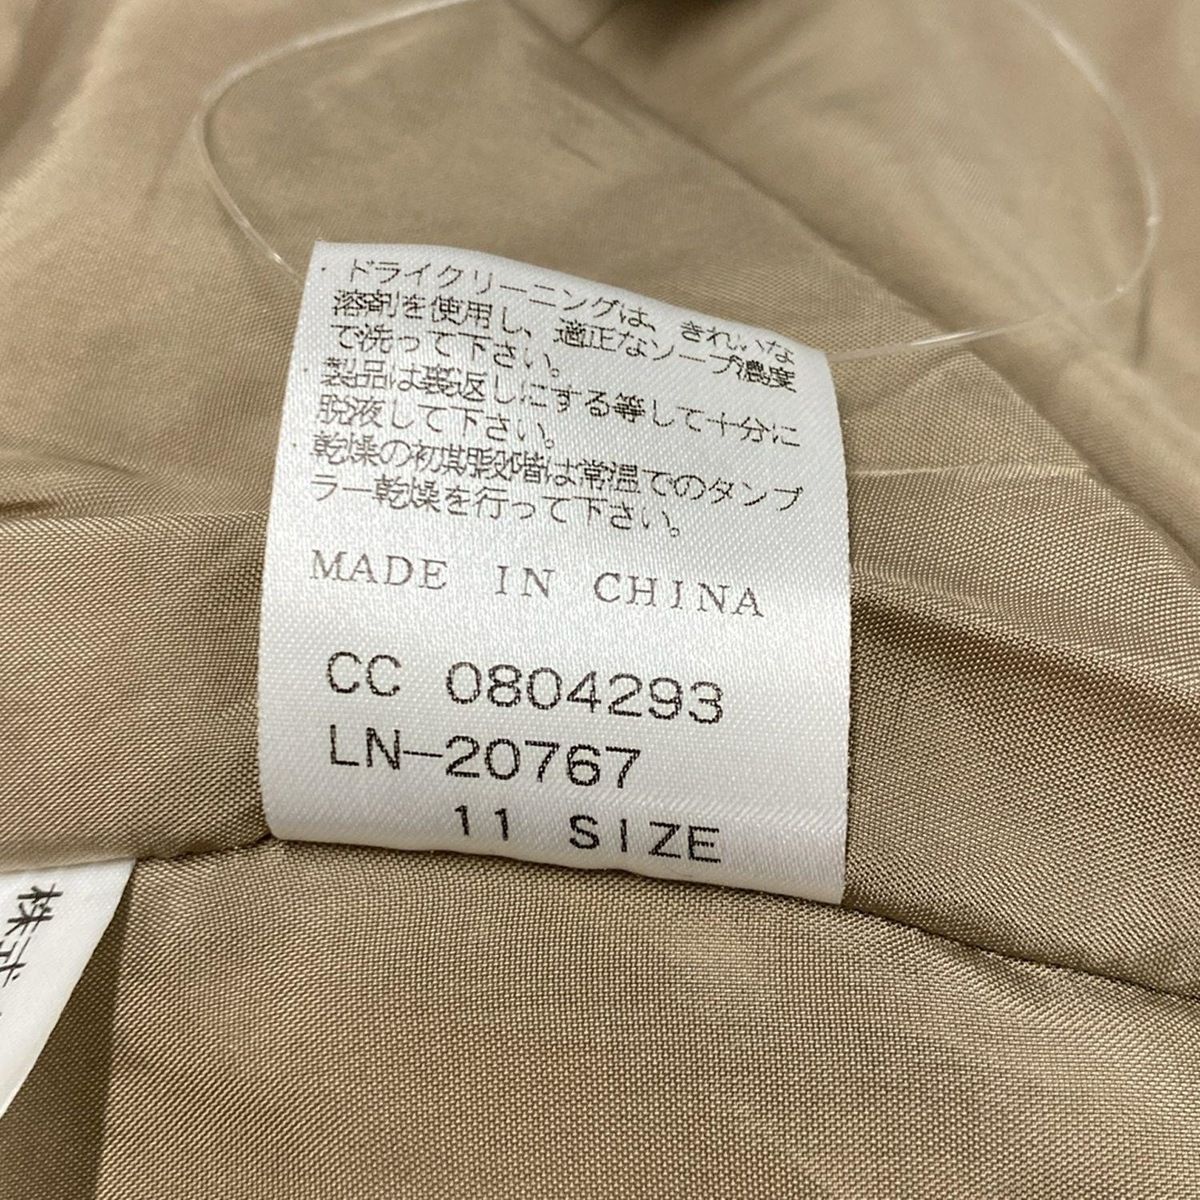 ・ドライクリーニングは、きれいな
溶剤を使用し、適正なソープ濃度
で洗って下さい。
・製品は裏返しにする等して十分に
脱液して下さい。
・乾燥の初期段階は常温でのタンブ
ラー乾燥を行って下さい。
MADE IN CHINA
CC 0804293
LN-20767
11 SIZE
株式